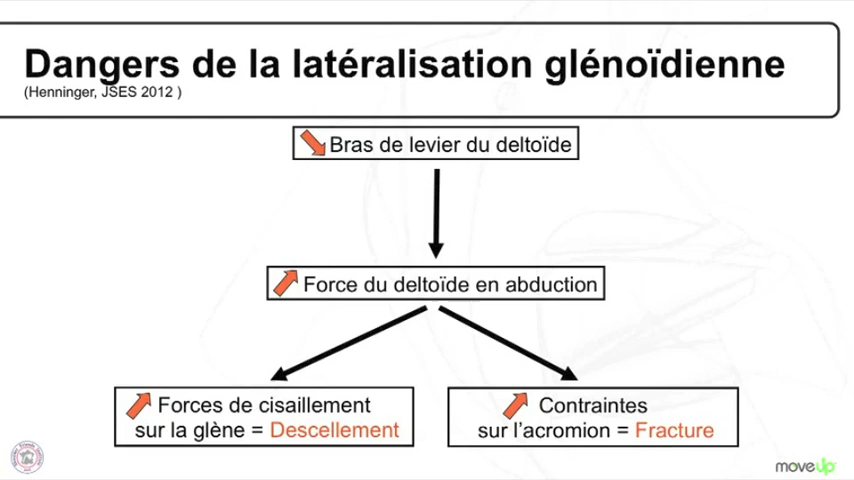 Dangers de la latéralisation glénoïdienne
(Henninger, JSES 2012 )
Bras de levier du deltoïde
Force du deltoïde en abduction
Forces de cisaillement
sur la glène = Descellement
Contraintes
sur l'acromion = Fracture
moveUp